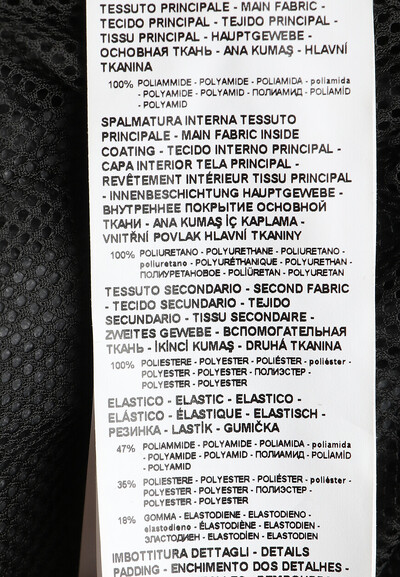 TESSUTO PRINCIPALE - MAIN FABRIC -
TECIDO PRINCIPAL - TEJIDO PRINCIPAL -
TISSU PRINCIPAL - HAUPTGEWEBE -
ОСНОВНАЯ ТКАНЬ - ANA KUMAŞ - HLAVNÍ
TKANINA
100% POLIAMMIDE - POLYAMIDE - POLIAMIDA - poliamida
- POLYAMIDE - POLYAMID - ПОЛИАМИД - POLİAMİD
- POLYAMID
SPALMATURA INTERNA TESSUTO
PRINCIPALE - MAIN FABRIC INSIDE
COATING - TECIDO INTERNO PRINCIPAL -
CAPA INTERIOR TELA PRINCIPAL -
REVÊTEMENT INTÉRIEUR TISSU PRINCIPAL
- INNENBESCHICHTUNG HAUPTGEWEBE -
ВНУТРЕННЕЕ ПОКРЫТИЕ ОСНОВНОЙ
ТКАНИ - ANA KUMAŞ İÇ KAPLAMA -
VNITŘNÍ POVLAK HLAVNÍ TKANINY
100% POLIURETANO - POLYURETHANE - POLIURETANO -
poliuretano - POLYURÉTHANIQUE - POLYURETHAN -
ПОЛИУРЕТАНОВОЕ - POLİÜRETAN - POLYURETAN
TESSUTO SECONDARIO - SECOND FABRIC
- TECIDO SECUNDARIO - TEJIDO
SECUNDARIO - TISSU SECONDAIRE -
ZWEITES GEWEBE - ВСПОМОГАТЕЛЬНАЯ
ТКАНЬ - İKİNCİ KUMAŞ - DRUHÁ TKANINA
100% POLIESTERE - POLYESTER - POLIÉSTER - poliéster -
POLYESTER - POLYESTER - ПОЛИЭСТЕР -
POLYESTER - POLYESTER
ELASTICO - ELASTIC - ELASTICO -
ELÁSTICO - ÉLASTIQUE - ELASTISCH -
РЕЗИНКА - LASTİK - GUMIČKA
47% POLIAMMIDE - POLYAMIDE - POLIAMIDA - poliamida
- POLYAMIDE - POLYAMID - ПОЛИАМИД - POLİAMİD
- POLYAMID
35% POLIESTERE - POLYESTER - POLIÉSTER - poliéster -
POLYESTER - POLYESTER - ПОЛИЭСТЕР -
POLYESTER - POLYESTER
18% GOMMA - ELASTODIENE - ELASTODIENO -
elastodieno - ÉLASTODIÈNE - ELASTODIEN -
ЭЛАСТОДИЕН - ELASTODİEN - ELASTODIEN
IMBOTTITURA DETTAGLI - DETAILS
PADDING - ENCHIMENTO DOS DETALHES -